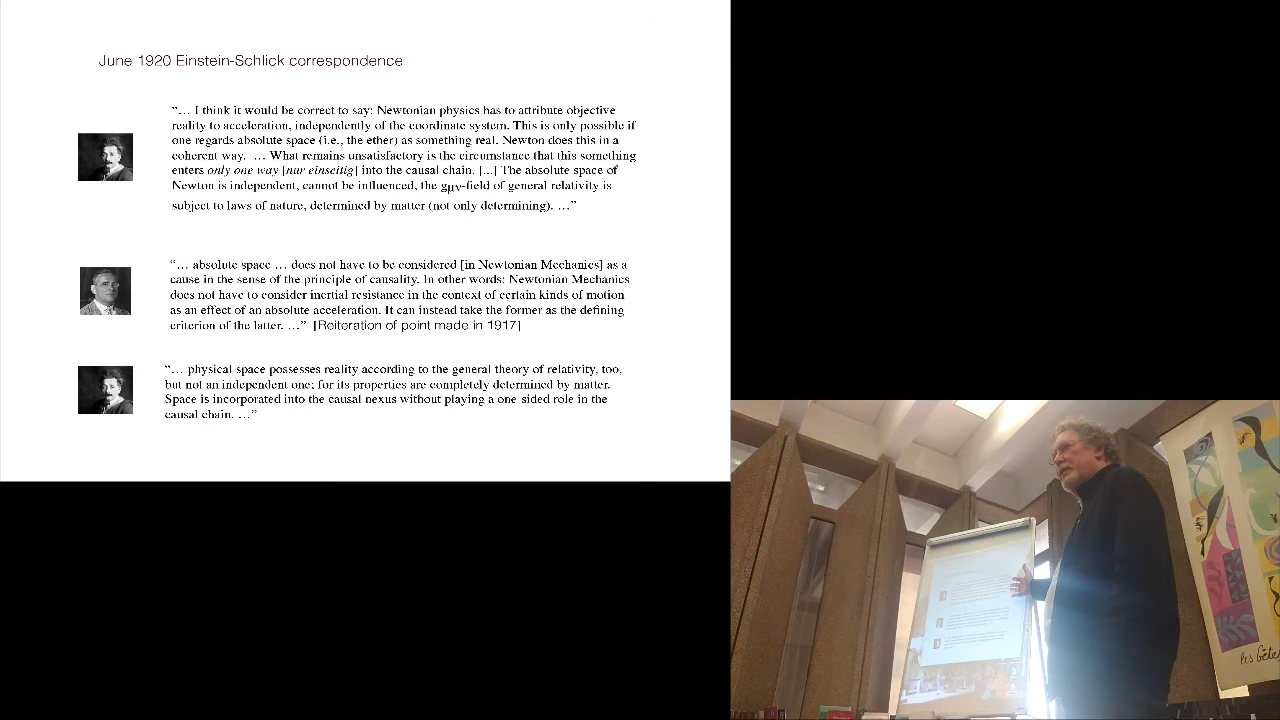 June 1920 Einstein-Schlick correspondence
“… I think it would be correct to say: Newtonian physics has to attribute objective
reality to acceleration, independently of the coordinate system. This is only possible if
one regards absolute space (i.e., the ether) as something real. Newton does this in a
coherent way. … What remains unsatisfactory is the circumstance that this something
enters only one way [nur einseitig] into the causal chain. [...] The absolute space of
Newton is independent, cannot be influenced, the gμν-field of general relativity is
subject to laws of nature, determined by matter (not only determining). …”
“… absolute space … does not have to be considered [in Newtonian Mechanics] as a
cause in the sense of the principle of causality. In other words: Newtonian Mechanics
does not have to consider inertial resistance in the context of certain kinds of motion
as an effect of an absolute acceleration. It can instead take the former as the defining
criterion of the latter. …” [Reiteration of point made in 1917]
“… physical space possesses reality according to the general theory of relativity, too,
but not an independent one; for its properties are completely determined by matter.
Space is incorporated into the causal nexus without playing a one sided role in the
causal chain. …”